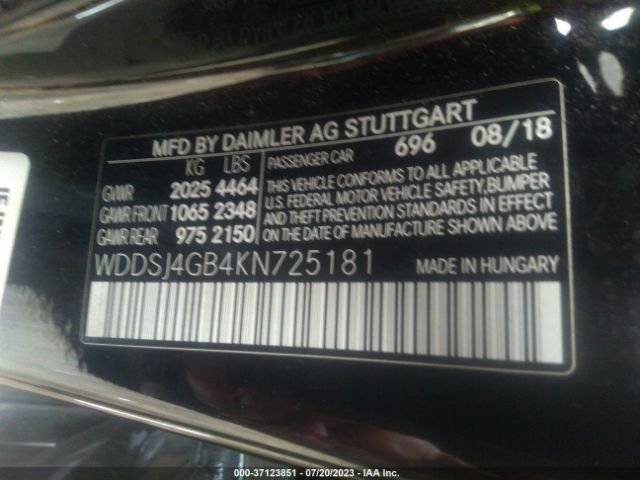 MFD BY DAIMLER AG STUTTGART
KG LBS
PASSENGER CAR 696 08/18
GVWR 2025 4464
GAWR FRONT 1065 2348
GAWR REAR 975 2150
THIS VEHICLE CONFORMS TO ALL APPLICABLE
U.S. FEDERAL MOTOR VEHICLE SAFETY, BUMPER
AND THEFT PREVENTION STANDARDS IN EFFECT
ON THE DATE OF MANUFACTURE SHOWN ABOVE
WDDSJ4GB4KN725181 MADE IN HUNGARY
000-37123851 - 07/20/2023 - IAA Inc.